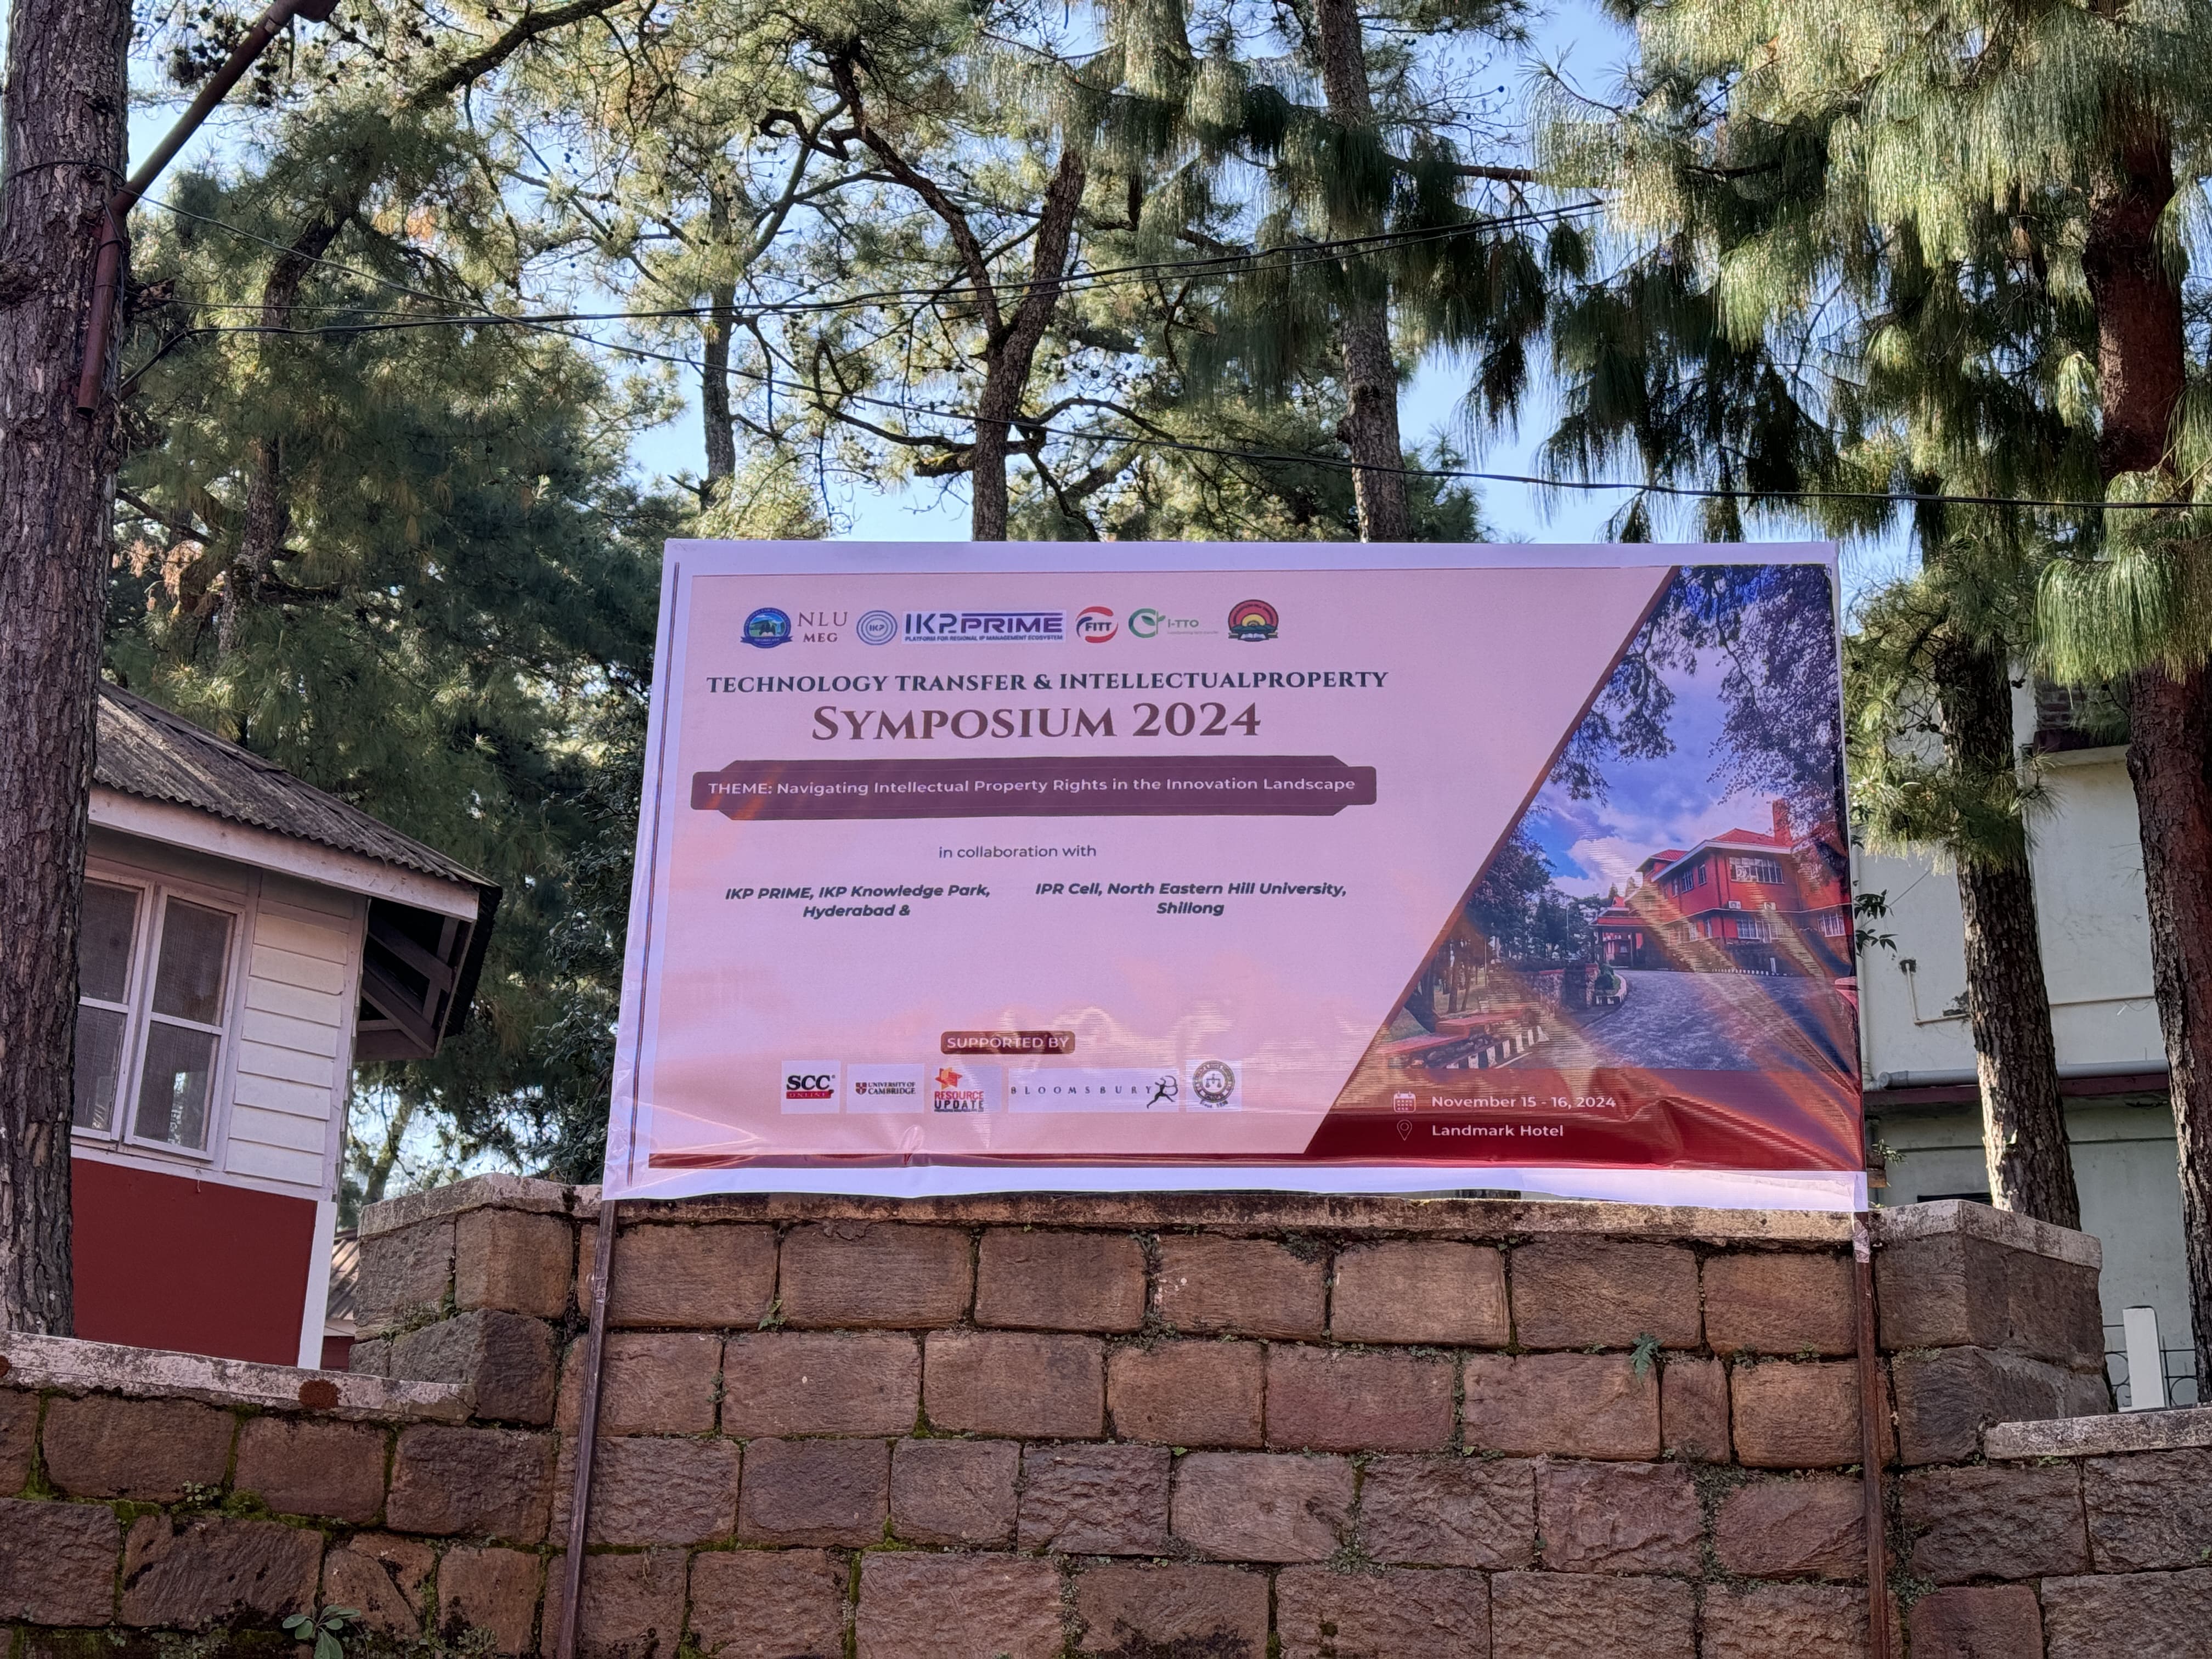 NLU
MEG
IKP
IKP PRIME
PLATFORM FOR REGIONAL IP MANAGEMENT ECOSYSTEM
FITT
i-TTO
TECHNOLOGY TRANSFER & INTELLECTUALPROPERTY
SYMPOSIUM 2024
THEME: Navigating Intellectual Property Rights in the Innovation Landscape
in collaboration with
IKP PRIME, IKP Knowledge Park,
Hyderabad &
IPR Cell, North Eastern Hill University,
Shillong
SUPPORTED BY
SCC
ONLINE
UNIVERSITY OF
CAMBRIDGE
RESOURCE
UPDATE
BLOOMSBURY
November 15 - 16, 2024
Landmark Hotel